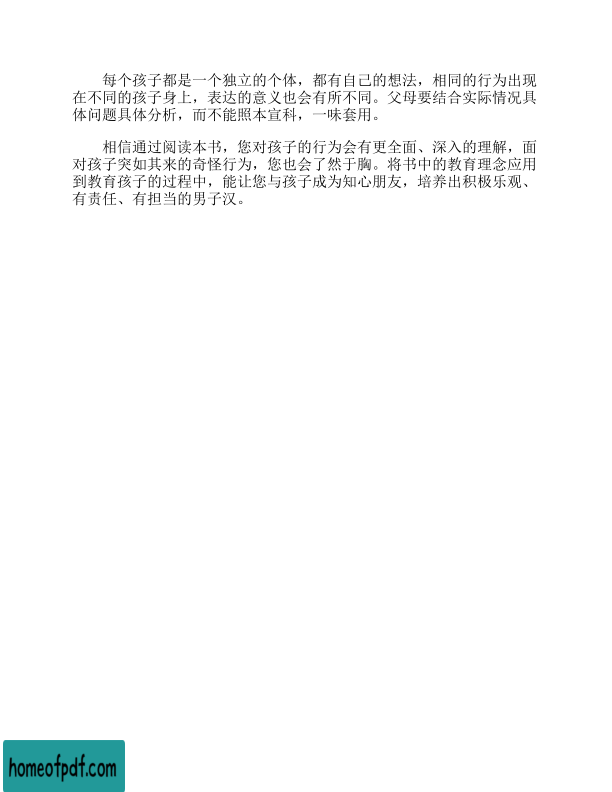 每个孩子都是一个独立的个体，都有自己的想法，相同的行为出现
在不同的孩子身上，表达的意义也会有所不同。父母要结合实际情况具
体问题具体分析，而不能照本宣科，一味套用。
相信通过阅读本书，您对孩子的行为会有更全面、深入的理解，面
对孩子突如其来的奇怪行为，您也会了然于胸。将书中的教育理念应用
到教育孩子的过程中，能让您与孩子成为知心朋友，培养出积极乐观、
有责任、有担当的男子汉。
homeofpdf.com